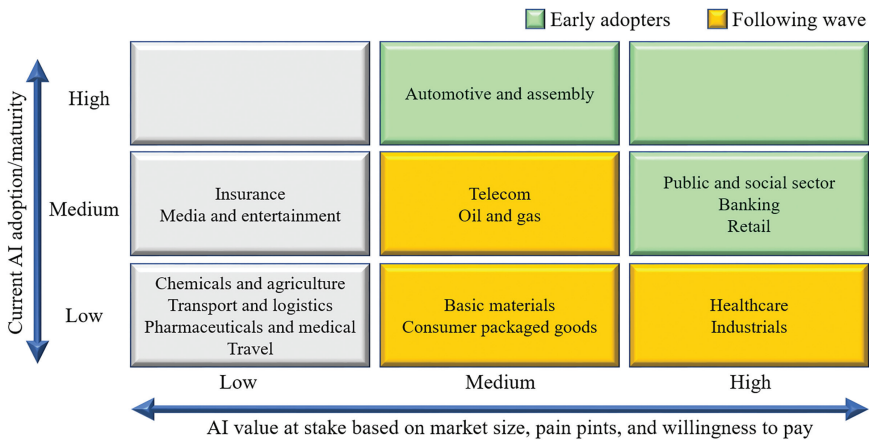 Early adopters
Following wave
Current AI adoption/maturity
High
Automotive and assembly
Medium
Insurance
Media and entertainment
Telecom
Oil and gas
Public and social sector
Banking
Retail
Low
Chemicals and agriculture
Transport and logistics
Pharmaceuticals and medical
Travel
Basic materials
Consumer packaged goods
Healthcare
Industrials
Low
Medium
High
AI value at stake based on market size, pain pints, and willingness to pay